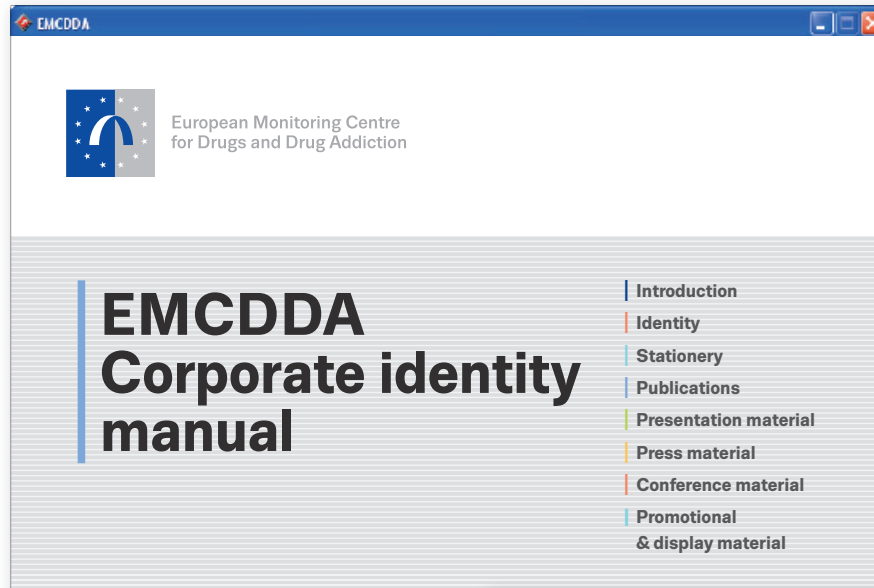 EMCDDA
European Monitoring Centre
for Drugs and Drug Addiction
EMCDDA
Corporate identity
manual
Introduction
Identity
Stationery
Publications
Presentation material
Press material
Conference material
Promotional
& display material